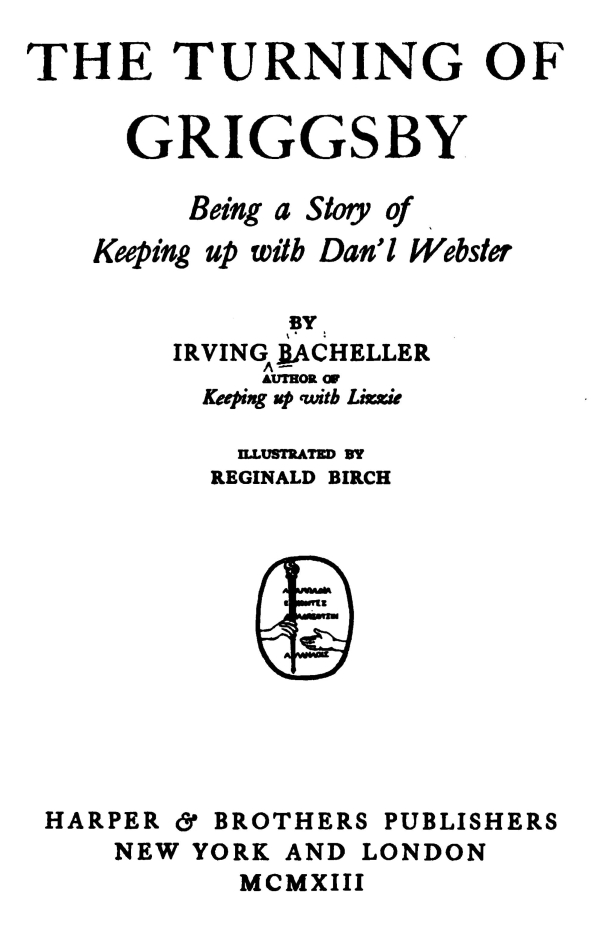 THE TURNING OF
GRIGGSBY
Being a Story of
Keeping up with Dan'l Webster
BY
IRVING BACHELLER
AUTHOR OF
Keeping up with Lizzie
ILLUSTRATED BY
REGINALD BIRCH
HARPER & BROTHERS PUBLISHERS
NEW YORK AND LONDON
MCMXIII